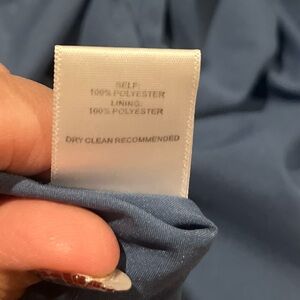 SELF:
100% POLYESTER
LINING:
100% POLYESTER
DRY CLEAN RECOMMENDED